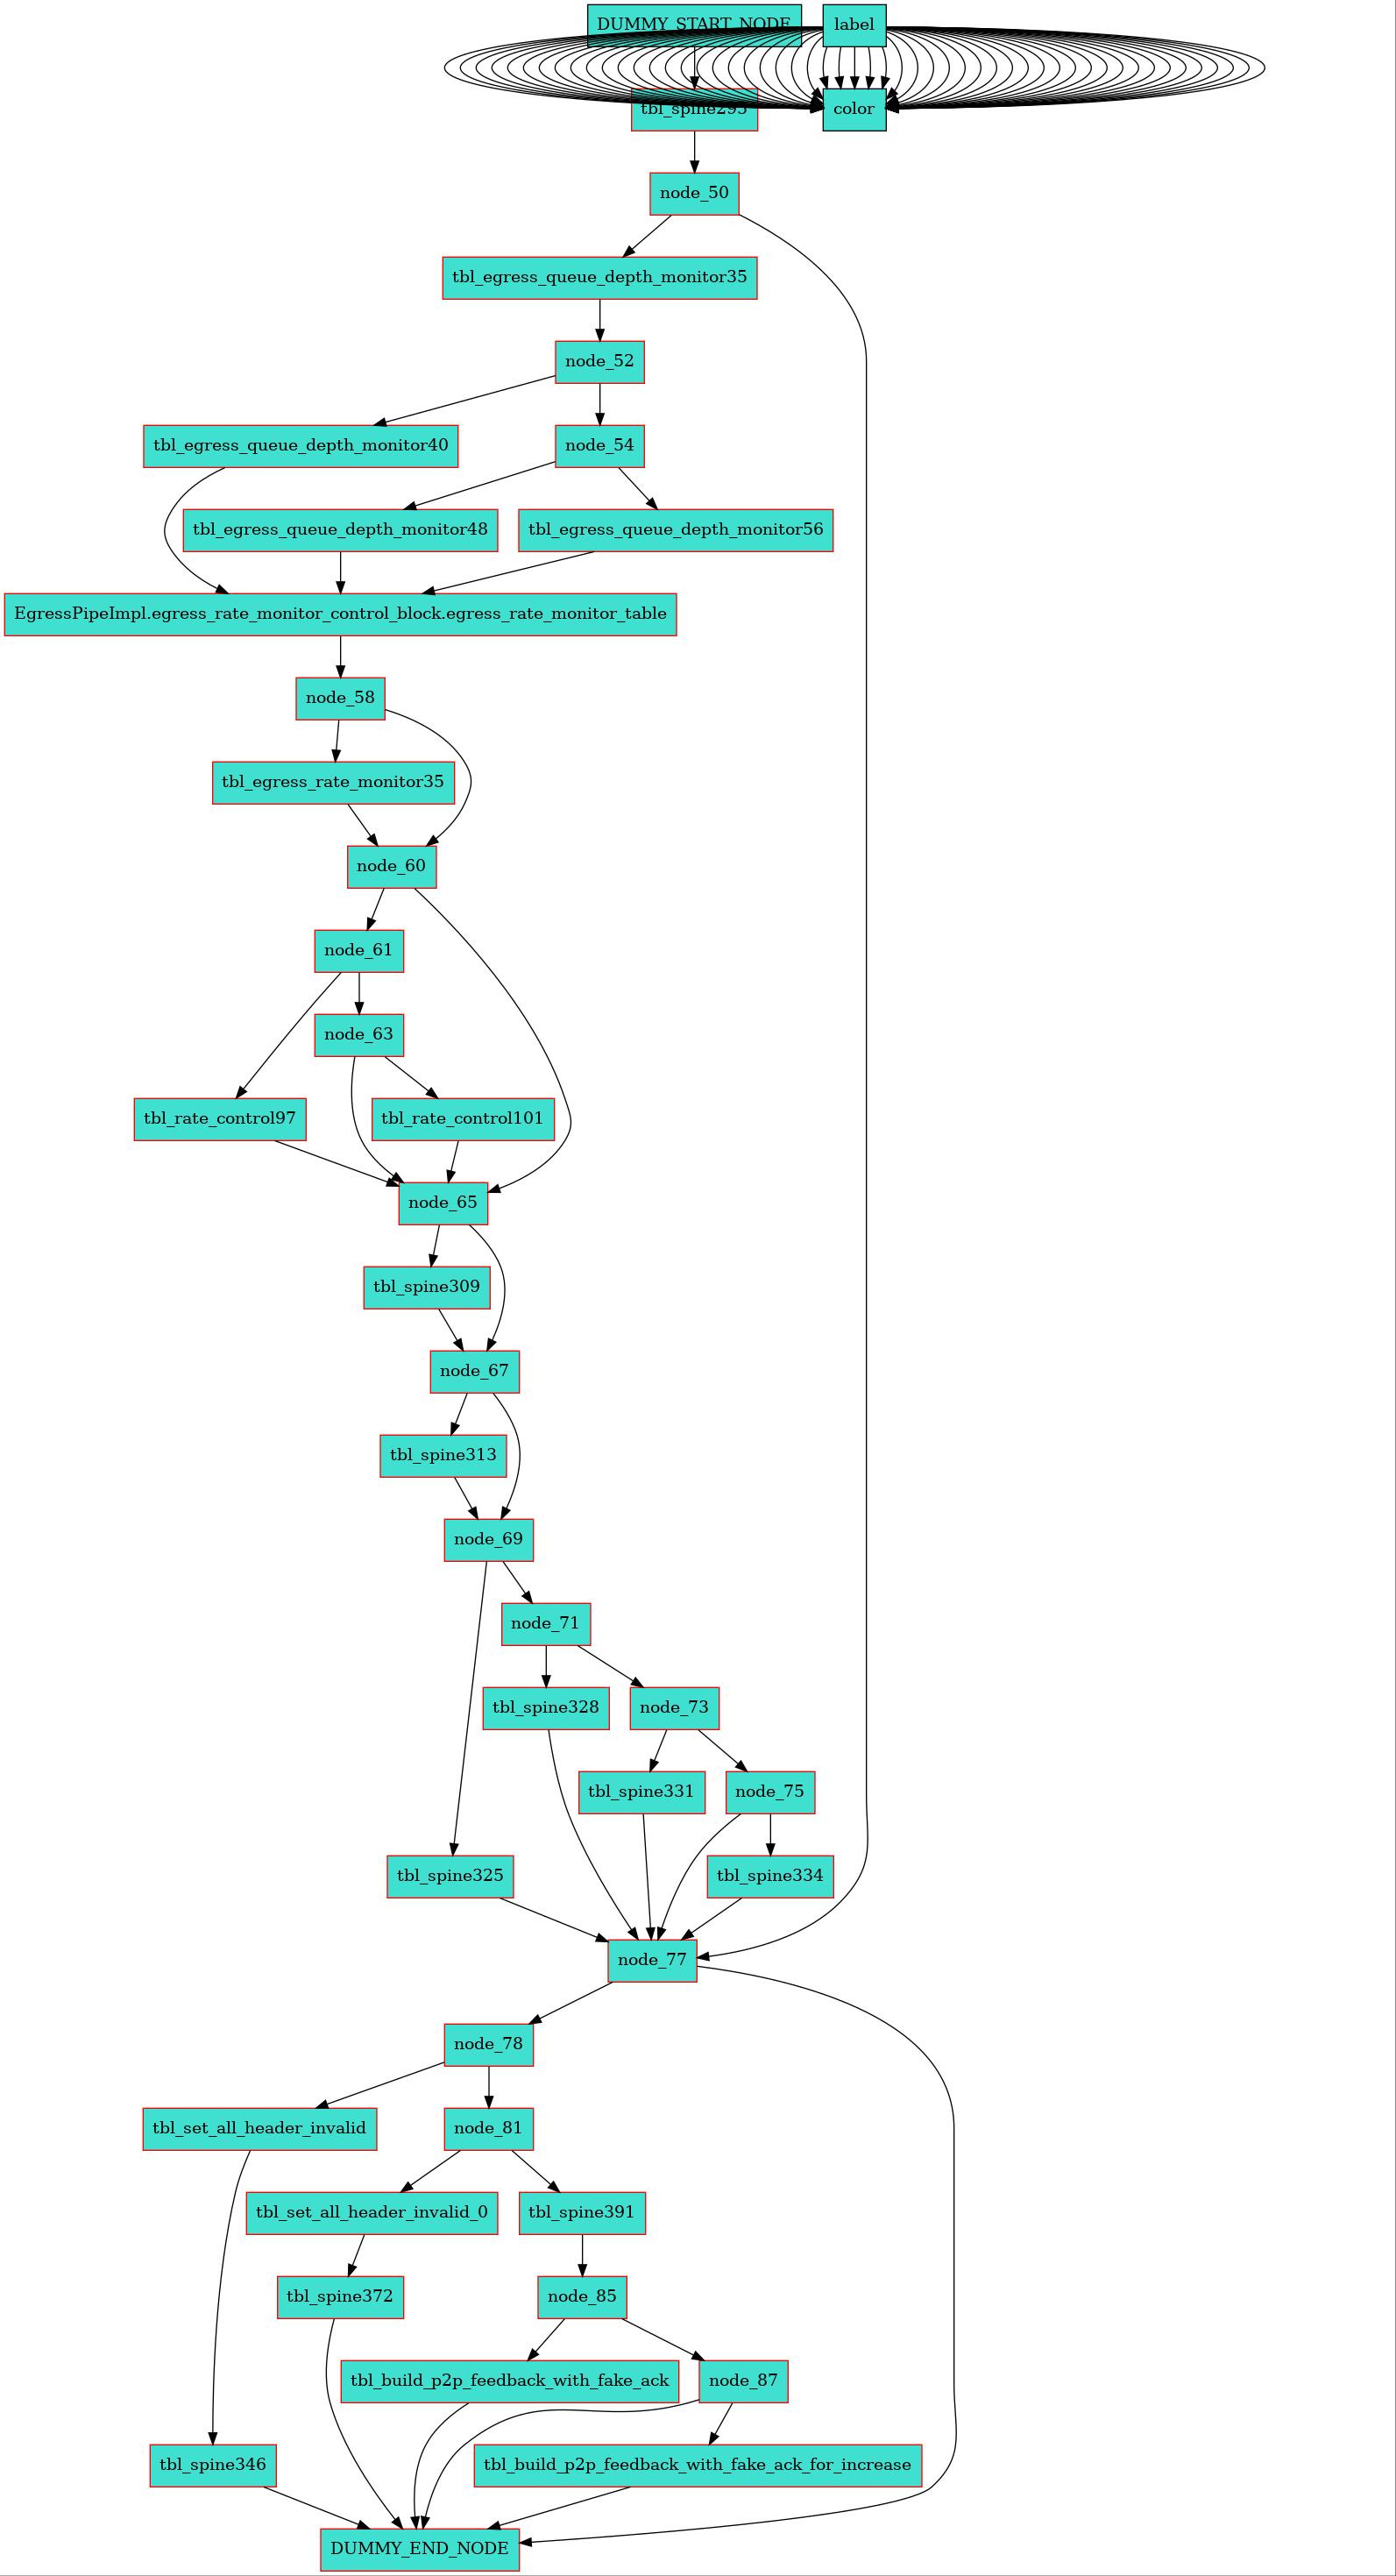 DUMMY_START_NODE
label
tbl_spine295
color
node_50
tbl_egress_queue_depth_monitor35
node_52
tbl_egress_queue_depth_monitor40
node_54
tbl_egress_queue_depth_monitor48
tbl_egress_queue_depth_monitor56
EgressPipeImpl.egress_rate_monitor_control_block.egress_rate_monitor_table
node_58
tbl_egress_rate_monitor35
node_60
node_61
node_63
tbl_rate_control97
tbl_rate_control101
node_65
tbl_spine309
node_67
tbl_spine313
node_69
node_71
tbl_spine328
node_73
tbl_spine331
node_75
tbl_spine325
tbl_spine334
node_77
node_78
tbl_set_all_header_invalid
node_81
tbl_set_all_header_invalid_0
tbl_spine391
tbl_spine372
node_85
tbl_build_p2p_feedback_with_fake_ack
node_87
tbl_spine346
tbl_build_p2p_feedback_with_fake_ack_for_increase
DUMMY_END_NODE